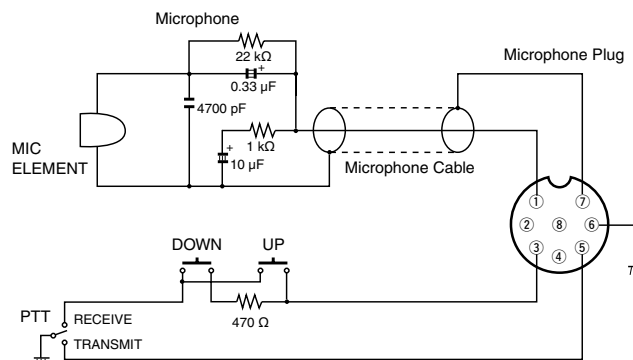 Microphone
22 kΩ
+
0.33 µF
4700 pF
+
1 kΩ
10 µF
MIC
ELEMENT
Microphone Cable
Microphone Plug
1
7
2
8
6
3
5
4
DOWN
UP
470 Ω
PTT
RECEIVE
TRANSMIT
T